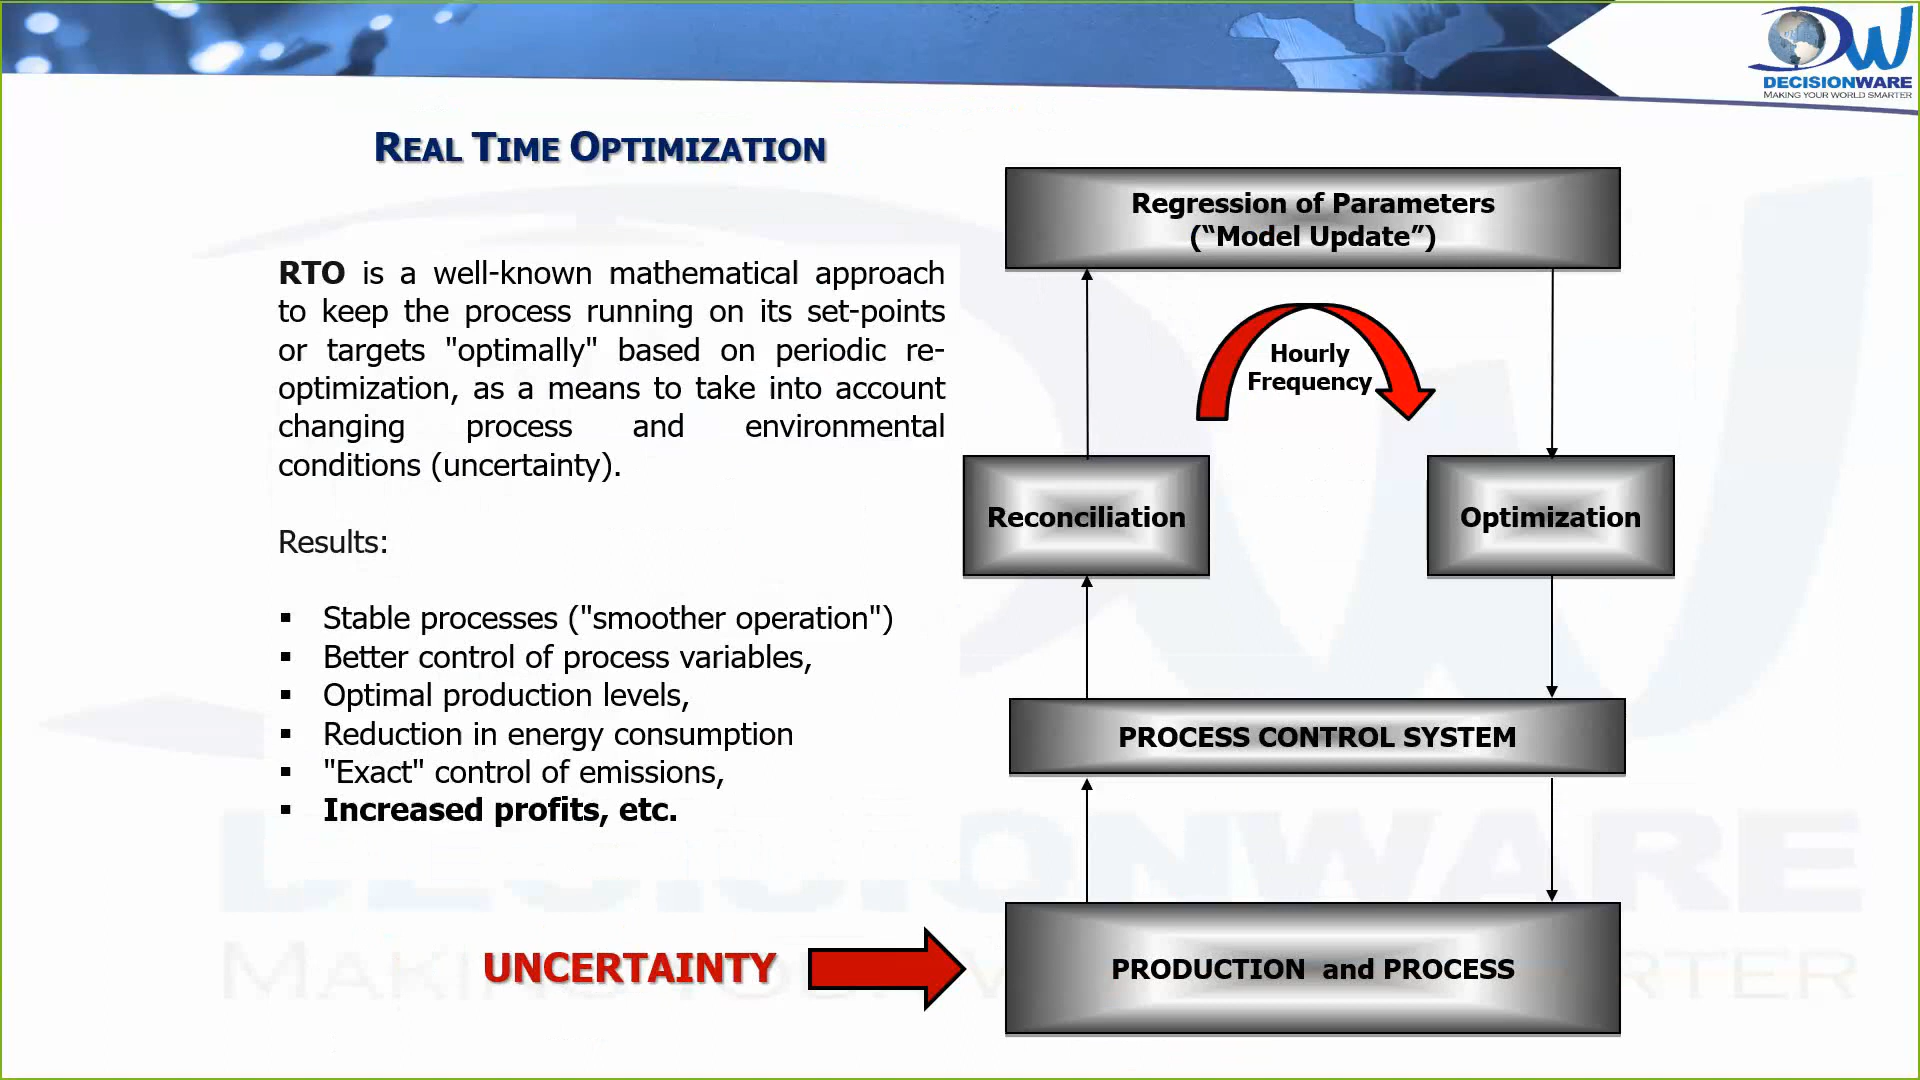 DECISIONWARE
MAKING YOUR WORLD SMARTER
REAL TIME OPTIMIZATION
RTO is a well-known mathematical approach
to keep the process running on its set-points
or targets "optimally" based on periodic re-
optimization, as a means to take into account
changing process and environmental
conditions (uncertainty).
Results:
▪ Stable processes ("smoother operation")
▪ Better control of process variables,
▪ Optimal production levels,
▪ Reduction in energy consumption
▪ "Exact" control of emissions,
▪ Increased profits, etc.
UNCERTAINTY
Regression of Parameters
(“Model Update”)
Hourly
Frequency
Reconciliation
Optimization
PROCESS CONTROL SYSTEM
PRODUCTION and PROCESS